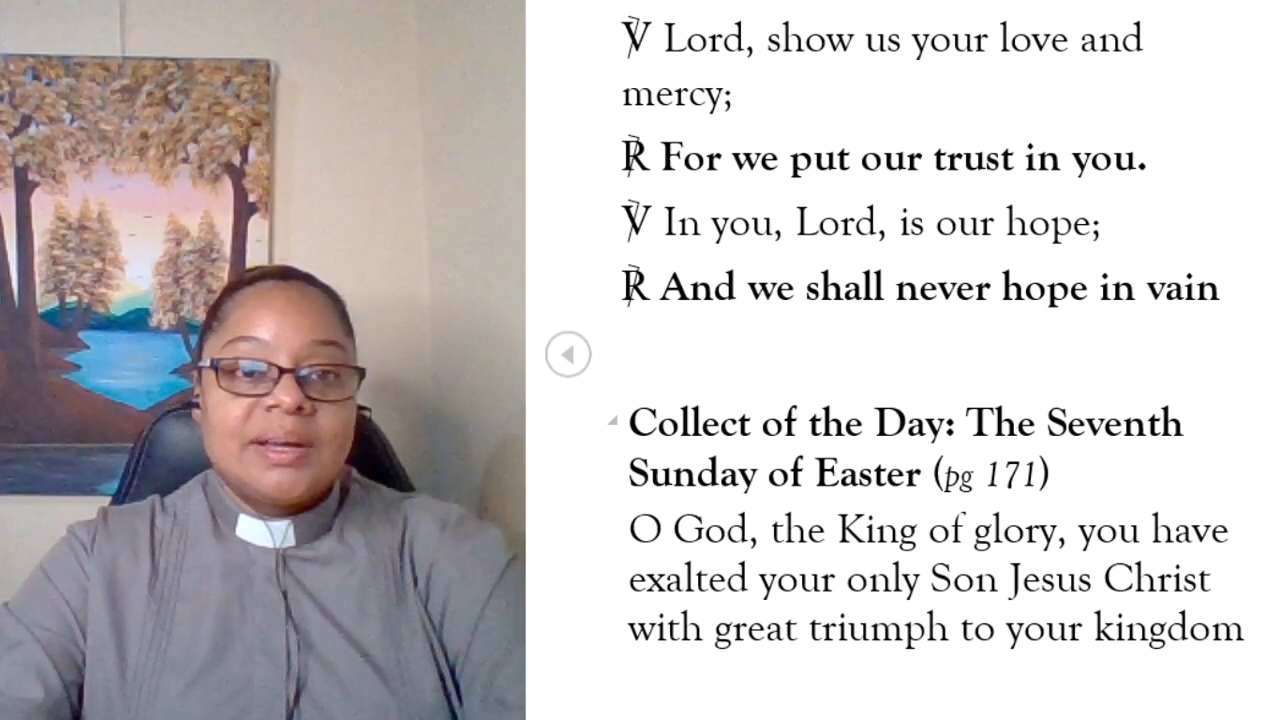 ℣ Lord, show us your love and
mercy;
℟ For we put our trust in you.
℣ In you, Lord, is our hope;
℟ And we shall never hope in vain
Collect of the Day: The Seventh
Sunday of Easter (pg 171)
O God, the King of glory, you have
exalted your only Son Jesus Christ
with great triumph to your kingdom